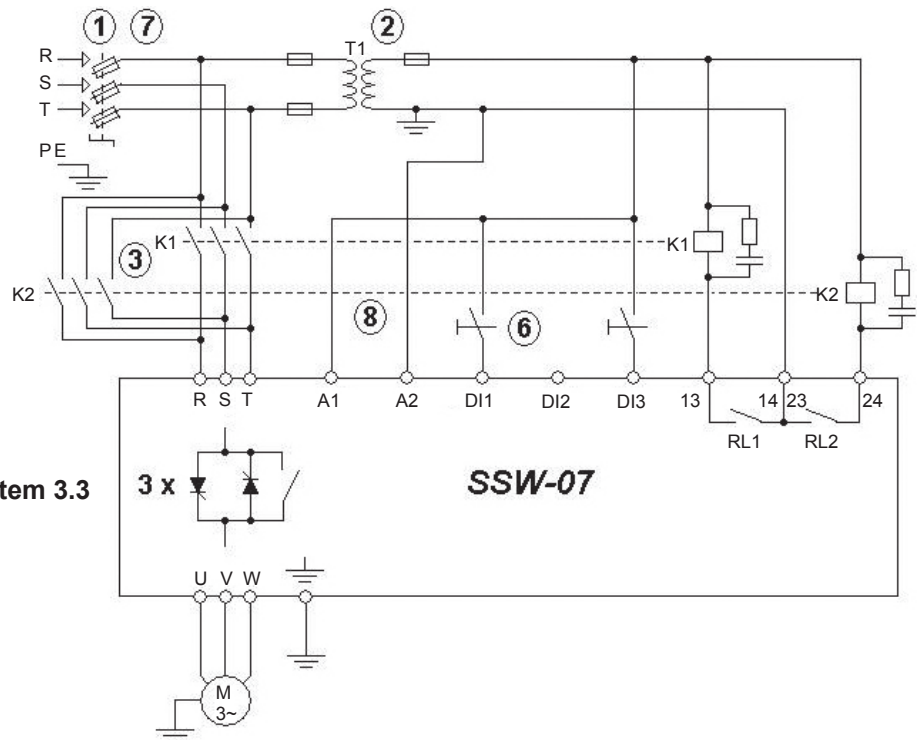 1 7 2
T1
R
S
T
PE
K1 K1
3
K2 K2
8 6
R S T A1 A2 DI1 DI2 DI3 13 14 23 24
RL1 RL2
tem 3.3 3 x SSW-07
U V W
M
3~